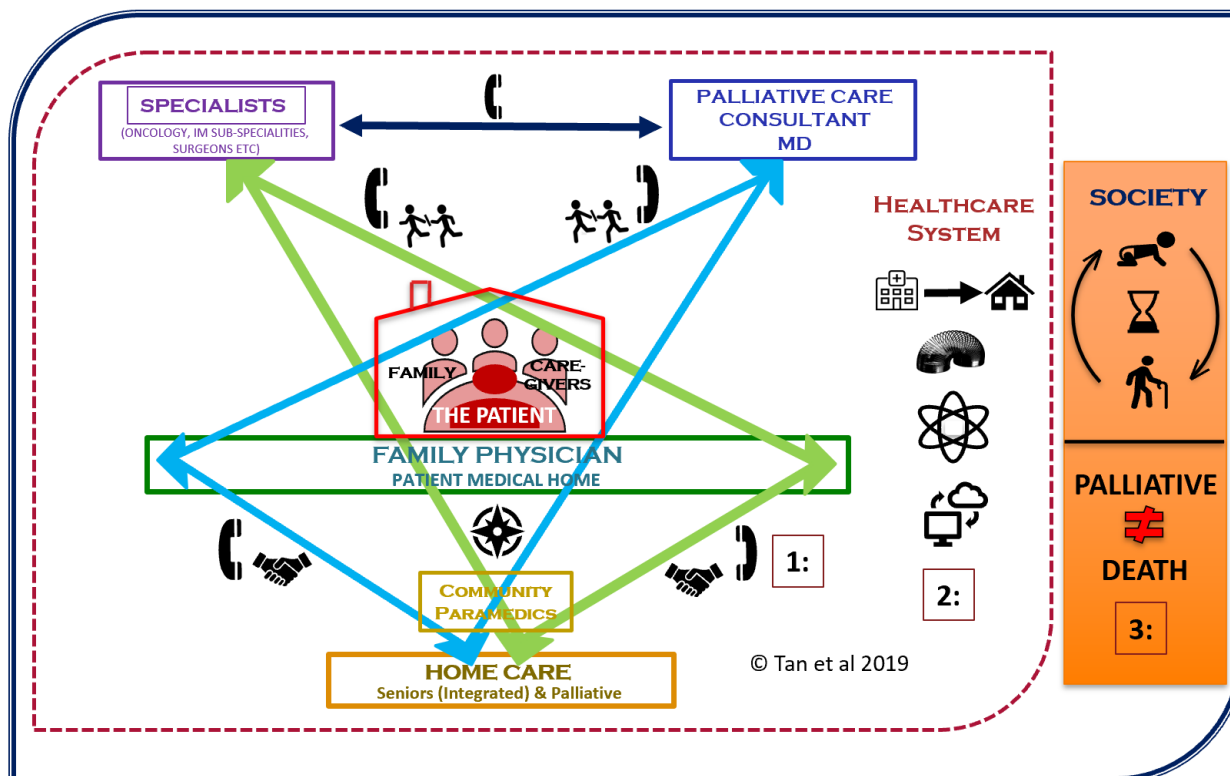 SPECIALISTS
(ONCOLOGY, IM SUB-SPECIALITIES,
SURGEONS ETC)
PALLIATIVE CARE
CONSULTANT
MD
HEALTHCARE
SYSTEM
SOCIETY
FAMILY
CARE-
GIVERS
THE PATIENT
FAMILY PHYSICIAN
PATIENT MEDICAL HOME
COMMUNITY
PARAMEDICS
1:
2:
PALLIATIVE
≠
DEATH
3:
HOME CARE
Seniors (Integrated) & Palliative
© Tan et al 2019